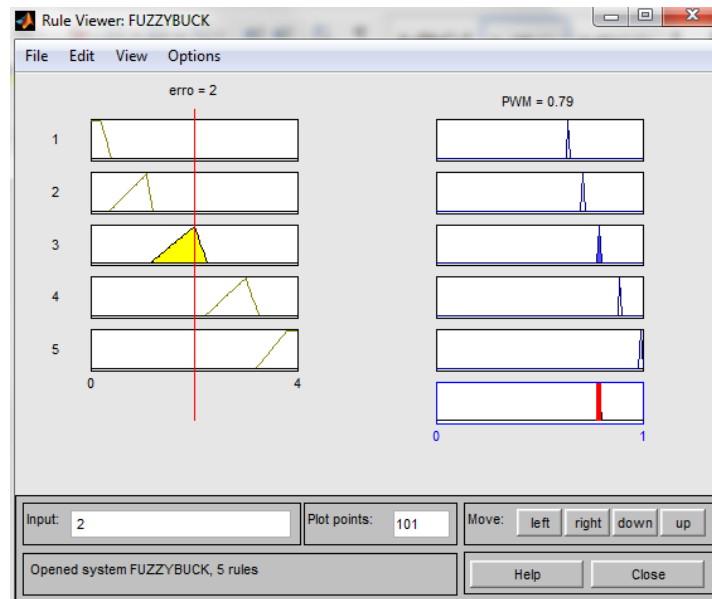 Rule Viewer: FUZZYBUCK
File Edit View Options
erro = 2
PWM = 0.79
1
2
3
4
5
0 4
0 1
Input: 2 Plot points: 101 Move: left right down up
Opened system FUZZYBUCK, 5 rules
Help Close